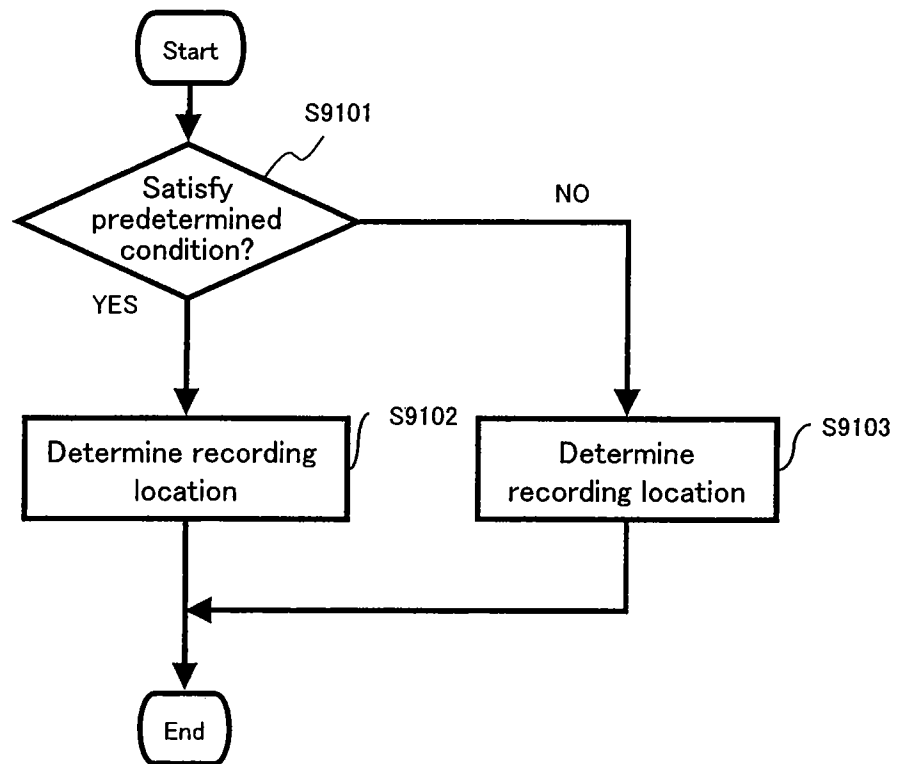 Start
S9101
Satisfy
predetermined
condition?
NO
YES
S9102
Determine recording
location
S9103
Determine
recording location
End